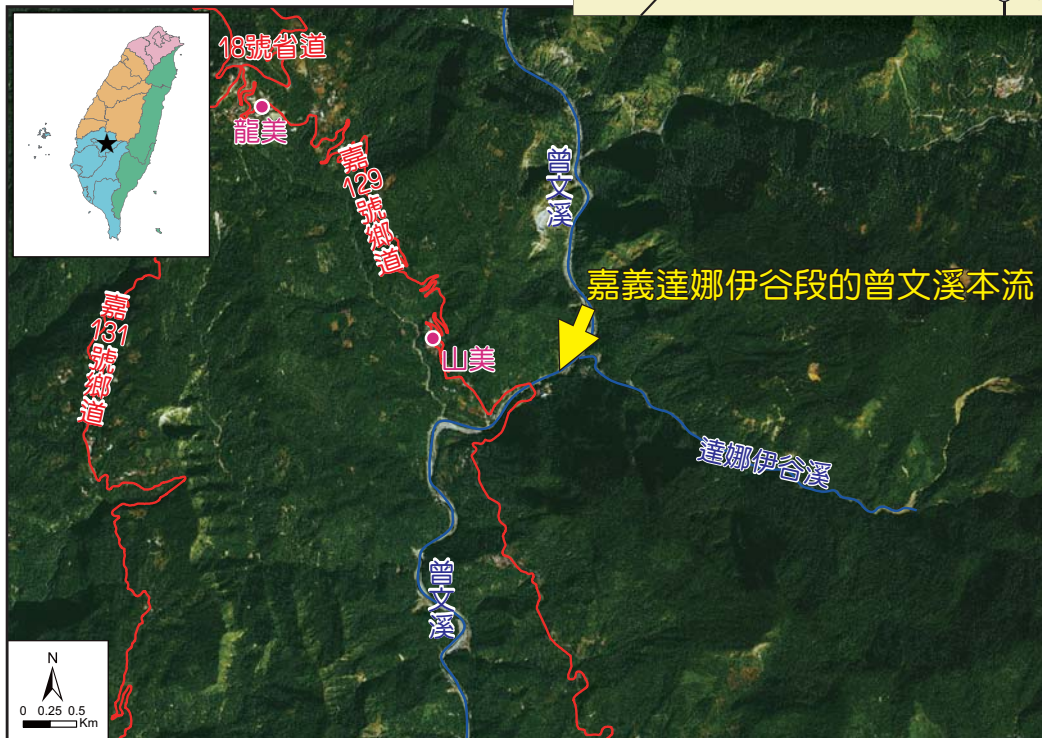 18號省道
龍美
嘉129號鄉道
曾文溪
嘉義達娜伊谷段的曾文溪本流
嘉131號鄉道
山美
達娜伊谷溪
曾文溪
N
0 0.25 0.5
Km